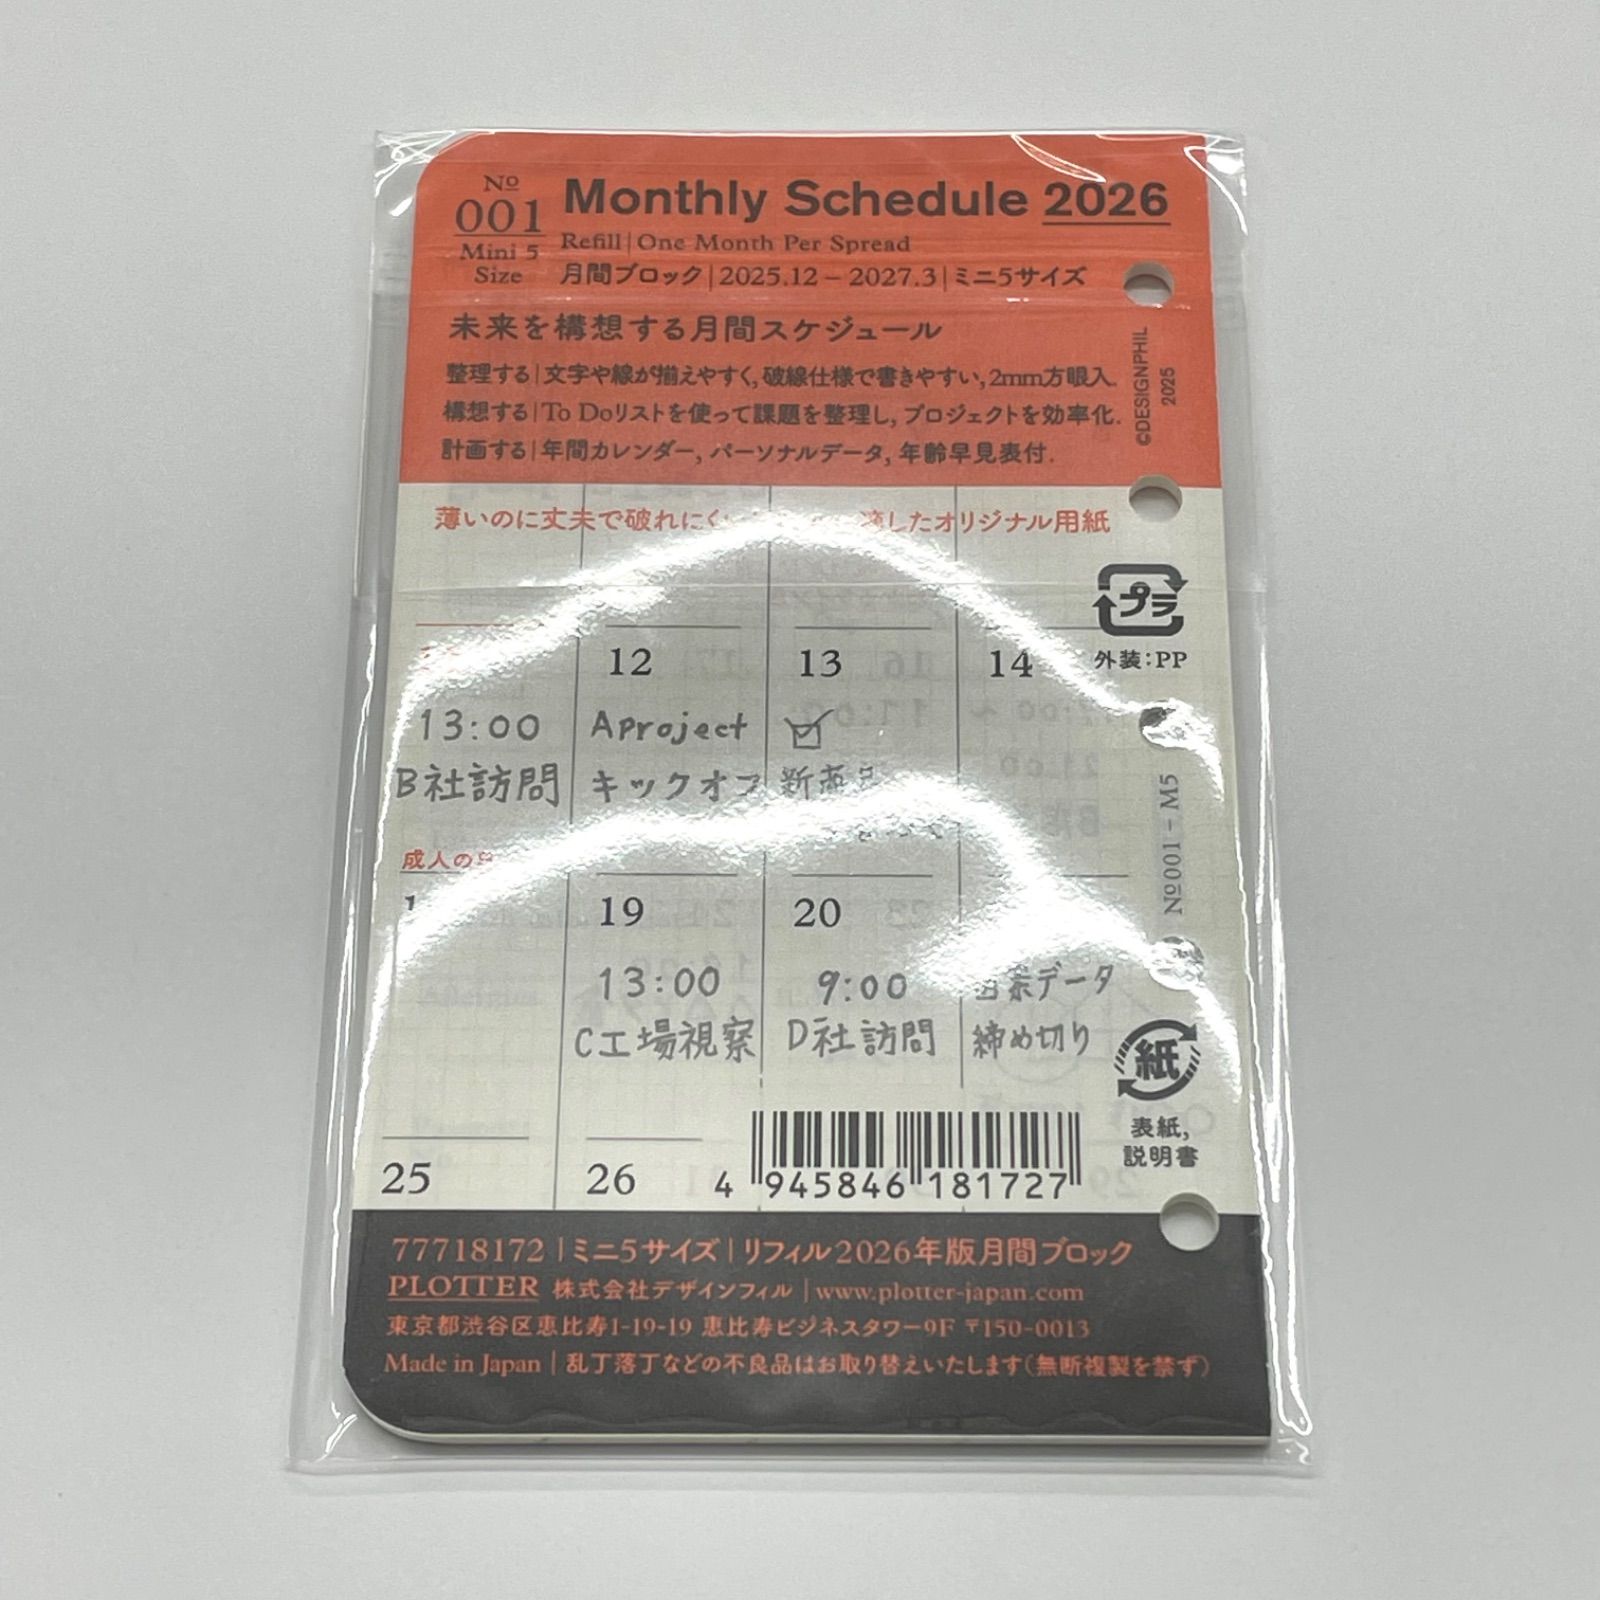 No
001
Mini 5
Size
Monthly Schedule 2026
Refill|One Month Per Spread
月間ブロック|2025.12 – 2027.3|ミニ5サイズ
未来を構想する月間スケジュール
整理する|文字や線が揃えやすく, 破線仕様で書きやすい, 2mm方眼入.
構想する|To Doリストを使って課題を整理し, プロジェクトを効率化.
計画する|年間カレンダー, パーソナルデータ, 年齢早見表付.
©DESIGNPHIL
2025
薄いのに丈夫で破れにく 適したオリジナル用紙
プラ
外装:PP
12
13
14
13:00
B社訪問
Aproject
キックオフ
新
成人の
No001 – M5
19
20
13:00
C工場視察
9:00
D社訪問
データ
締め切り
紙
表紙,
説明書
25
26
4 945846 181727
77718172 | ミニ5サイズ | リフィル2026年版月間ブロック
PLOTTER 株式会社デザインフィル | www.plotter-japan.com
東京都渋谷区恵比寿1-19-19 恵比寿ビジネスタワー9F 〒150-0013
Made in Japan | 乱丁落丁などの不良品はお取り替えいたします(無断複製を禁ず)